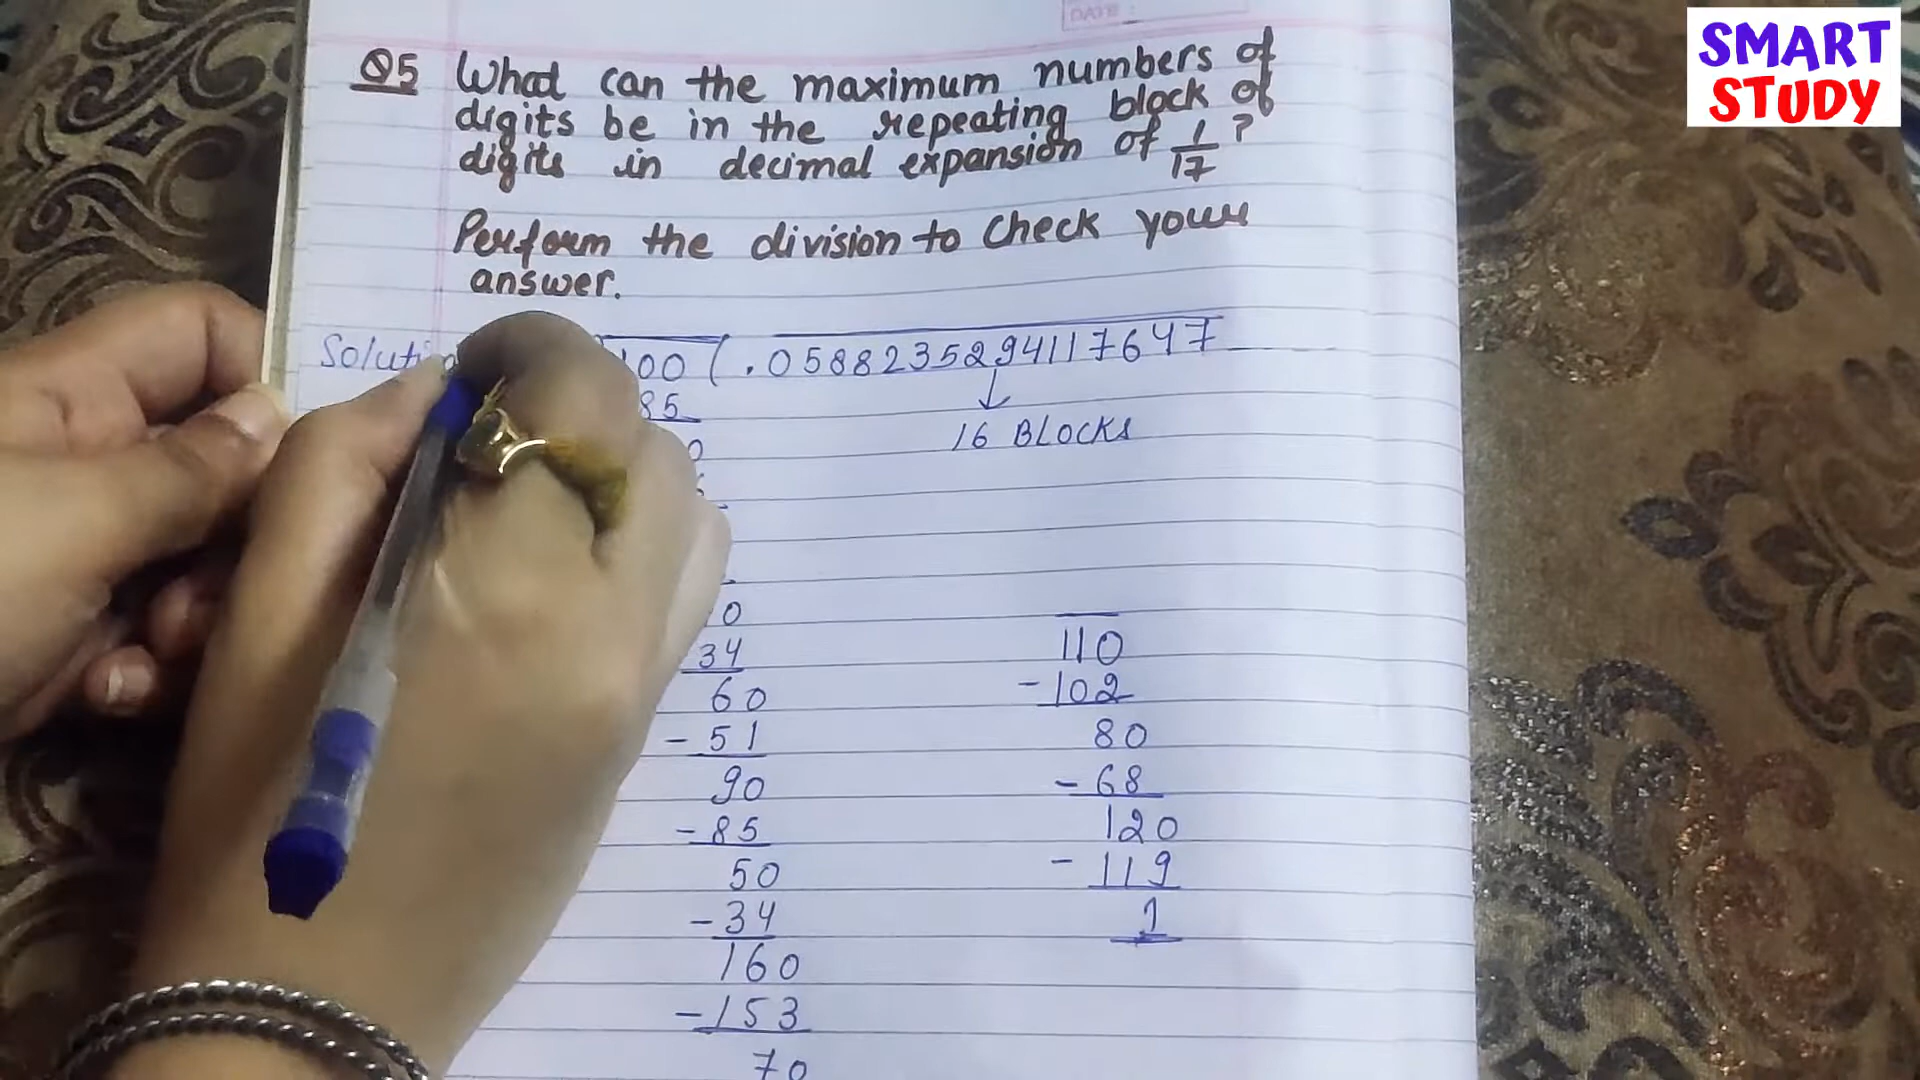 DATE :
SMART
STUDY
Q5 What can the maximum numbers of
digits be in the repeating block of
digits in decimal expansion of 1/17 ?
Perform the division to check your
answer.
100 ( .0588235294117647
85
16 BLOCKS
0
34
60
- 51
90
- 85
50
- 34
160
- 153
70
110
- 102
80
- 68
120
- 119
1